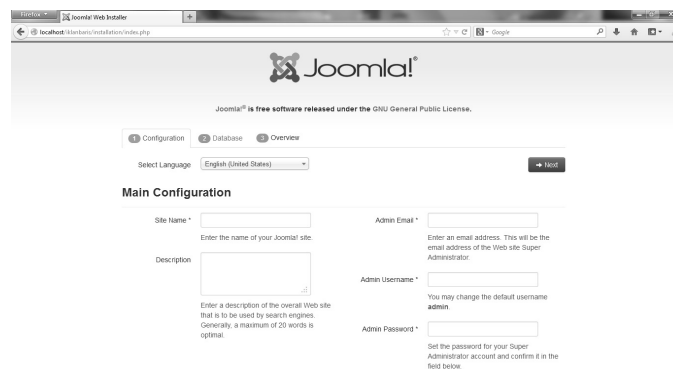 Firefox
Joomla! Web Installer
localhost/iklanbaris/installation/index.php
Google
Joomla!®
Joomla!® is free software released under the GNU General Public License.
1 Configuration
2 Database
3 Overview
Select Language
English (United States)
Next
Main Configuration
Site Name *
Enter the name of your Joomla! site.
Description
Enter a description of the overall Web site
that is to be used by search engines.
Generally, a maximum of 20 words is
optimal.
Admin Email *
Enter an email address. This will be the
email address of the Web site Super
Administrator.
Admin Username *
You may change the default username
admin.
Admin Password *
Set the password for your Super
Administrator account and confirm it in the
field below.